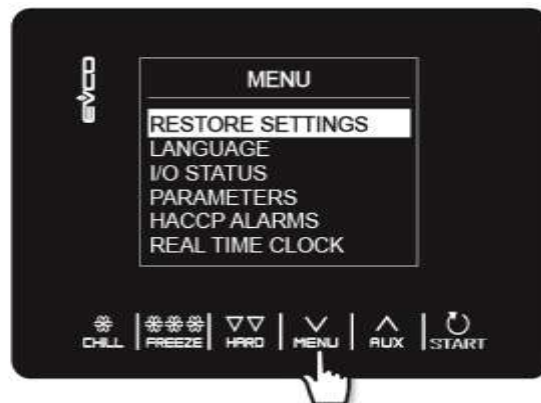 EVCO
MENU
RESTORE SETTINGS
LANGUAGE
I/O STATUS
PARAMETERS
HACCP ALARMS
REAL TIME CLOCK
CHILL FREEZE HARD MENU AUX START